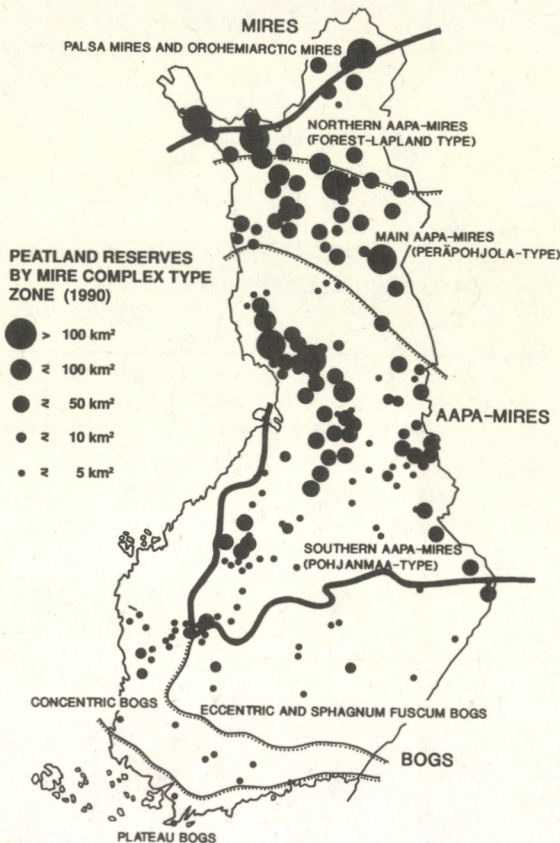 MIRES
PALSA MIRES AND OROHEMIARCTIC MIRES
NORTHERN AAPA-MIRES
(FOREST-LAPLAND TYPE)
MAIN AAPA-MIRES
(PERÄPOHJOLA-TYPE)
PEATLAND RESERVES
BY MIRE COMPLEX TYPE
ZONE (1990)
> 100 km²
≷ 100 km²
≷ 50 km²
≷ 10 km²
≷ 5 km²
AAPA-MIRES
SOUTHERN AAPA-MIRES
(POHJANMAA-TYPE)
CONCENTRIC BOGS
ECCENTRIC AND SPHAGNUM FUSCUM BOGS
BOGS
PLATEAU BOGS